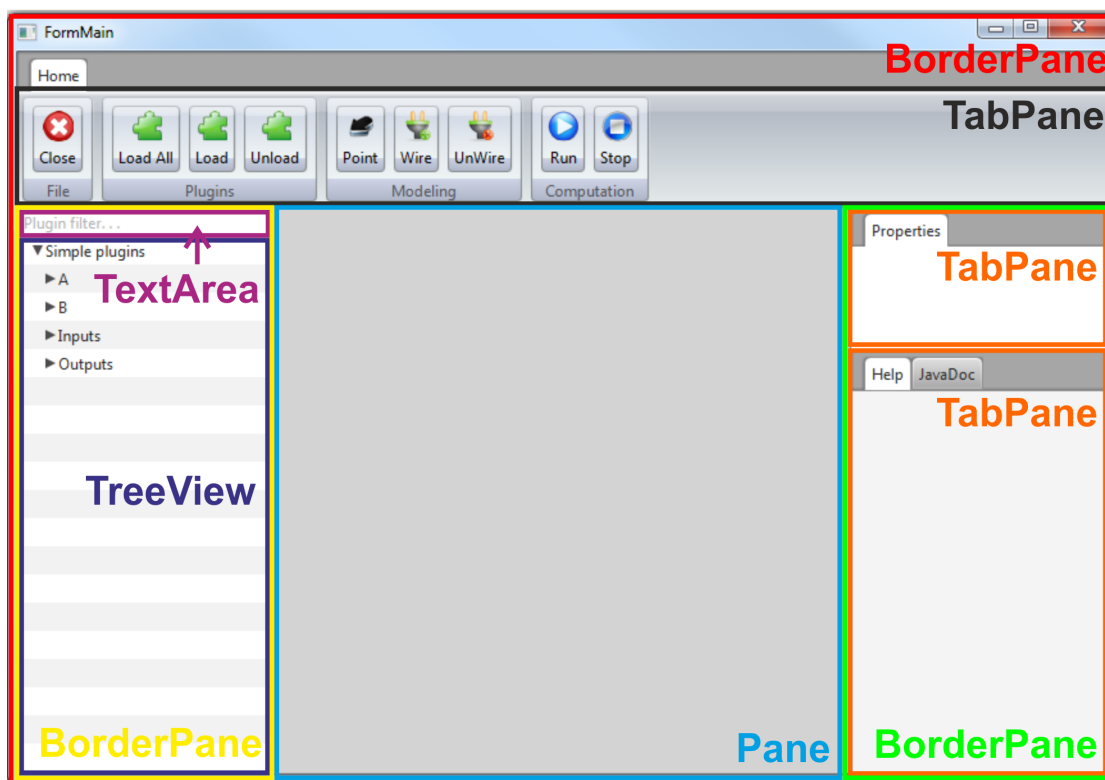 FormMain
BorderPane
Home
TabPane
Close Load All Load Unload Point Wire UnWire Run Stop
File Plugins Modeling Computation
Plugin filter...
Simple plugins
A
B
Inputs
Outputs
TextArea
TreeView
BorderPane
Pane
Properties
TabPane
Help JavaDoc
TabPane
BorderPane